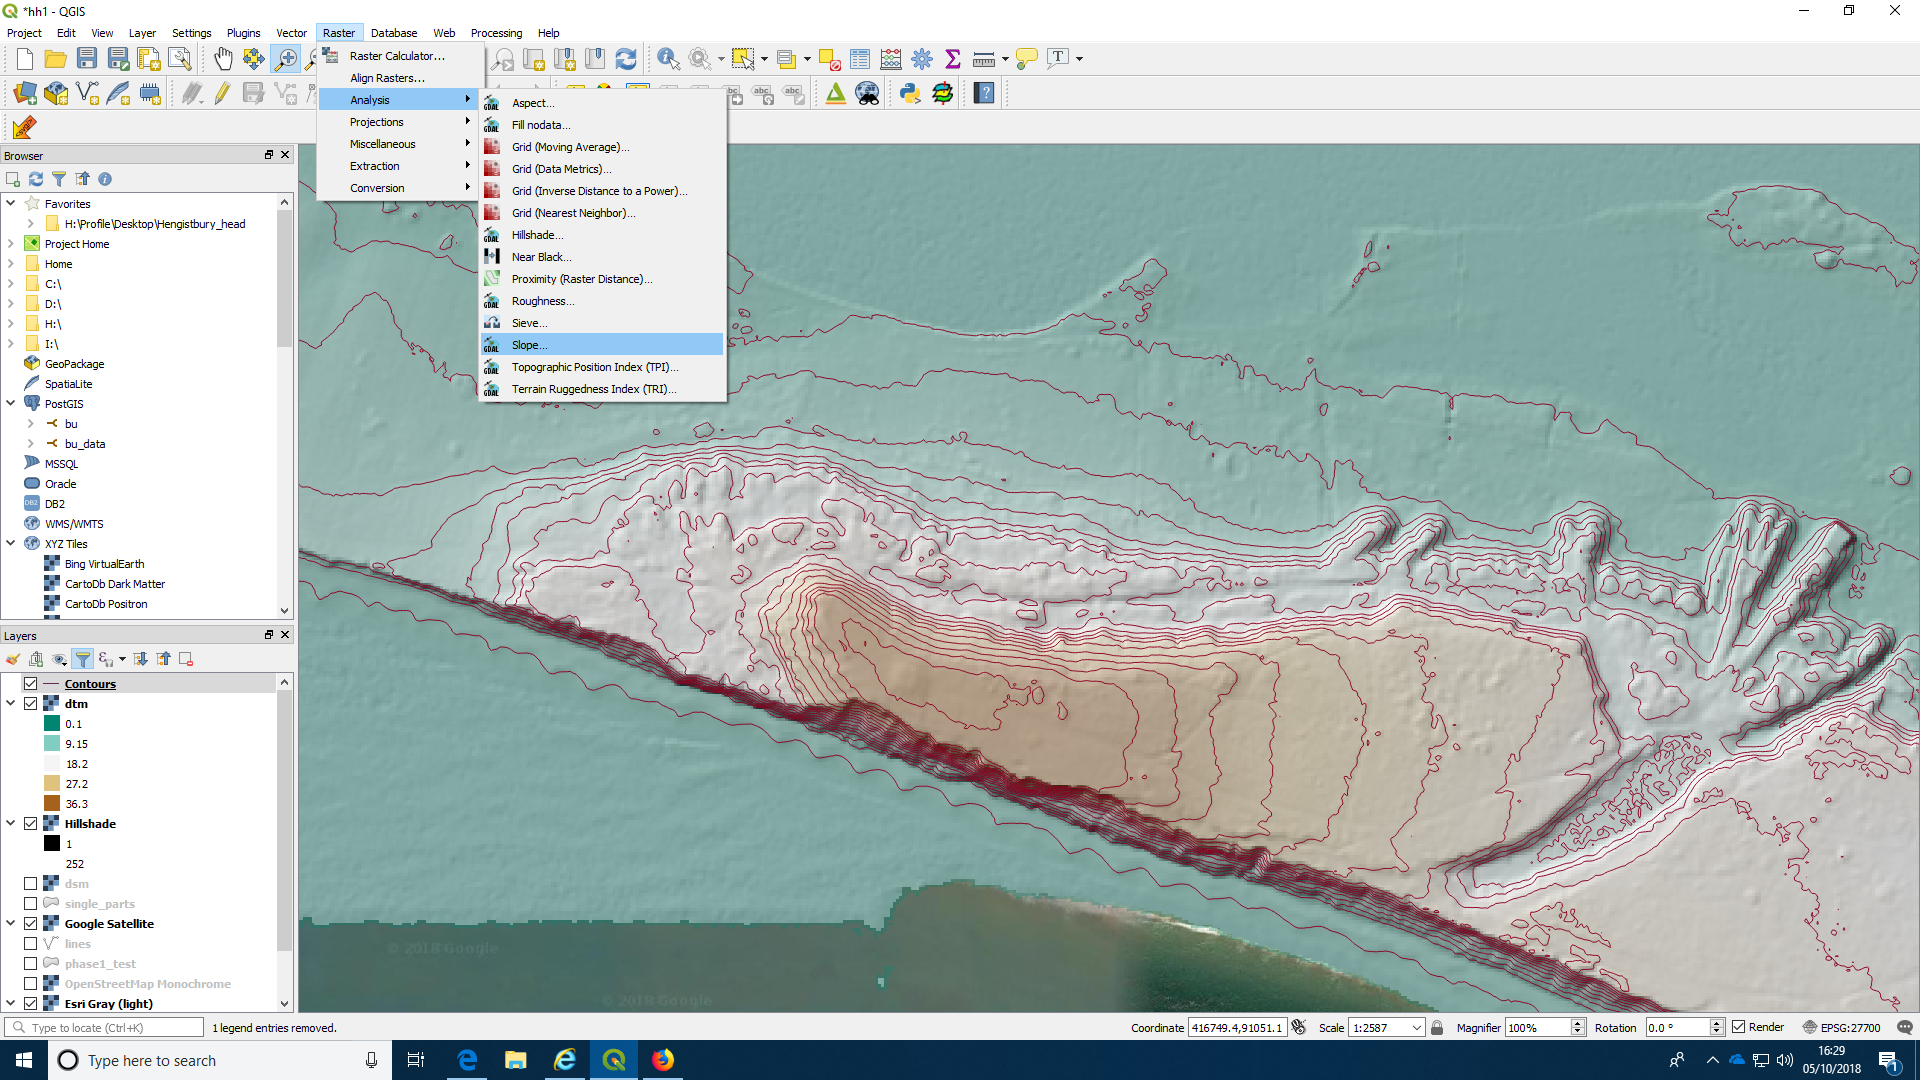 *hh1 - QGIS
Project Edit View Layer Settings Plugins Vector Raster Database Web Processing Help
Raster Calculator...
Align Rasters...
Analysis
Projections
Miscellaneous
Extraction
Conversion
Aspect...
Fill nodata...
Grid (Moving Average)...
Grid (Data Metrics)...
Grid (Inverse Distance to a Power)...
Grid (Nearest Neighbor)...
Hillshade...
Near Black...
Proximity (Raster Distance)...
Roughness...
Sieve...
Slope...
Topographic Position Index (TPI)...
Terrain Ruggedness Index (TRI)...
Browser
Favorites
H:\Profile\Desktop\Hengistbury_head
Project Home
Home
C:\
D:\
H:\
I:\
GeoPackage
SpatiaLite
PostGIS
bu
bu_data
MSSQL
Oracle
DB2
WMS/WMTS
XYZ Tiles
Bing VirtualEarth
CartoDb Dark Matter
CartoDb Positron
Layers
Contours
dtm
0.1
9.15
18.2
27.2
36.3
Hillshade
1
252
dsm
single_parts
Google Satellite
lines
phase1_test
OpenStreetMap Monochrome
Esri Gray (light)
© 2018 Google
© 2018 Google
Type to locate (Ctrl+K) 1 legend entries removed. Coordinate 416749.4,91051.1 Scale 1:2587 Magnifier 100% Rotation 0.0 ° Render EPSG:27700
Type here to search
16:29
05/10/2018
1